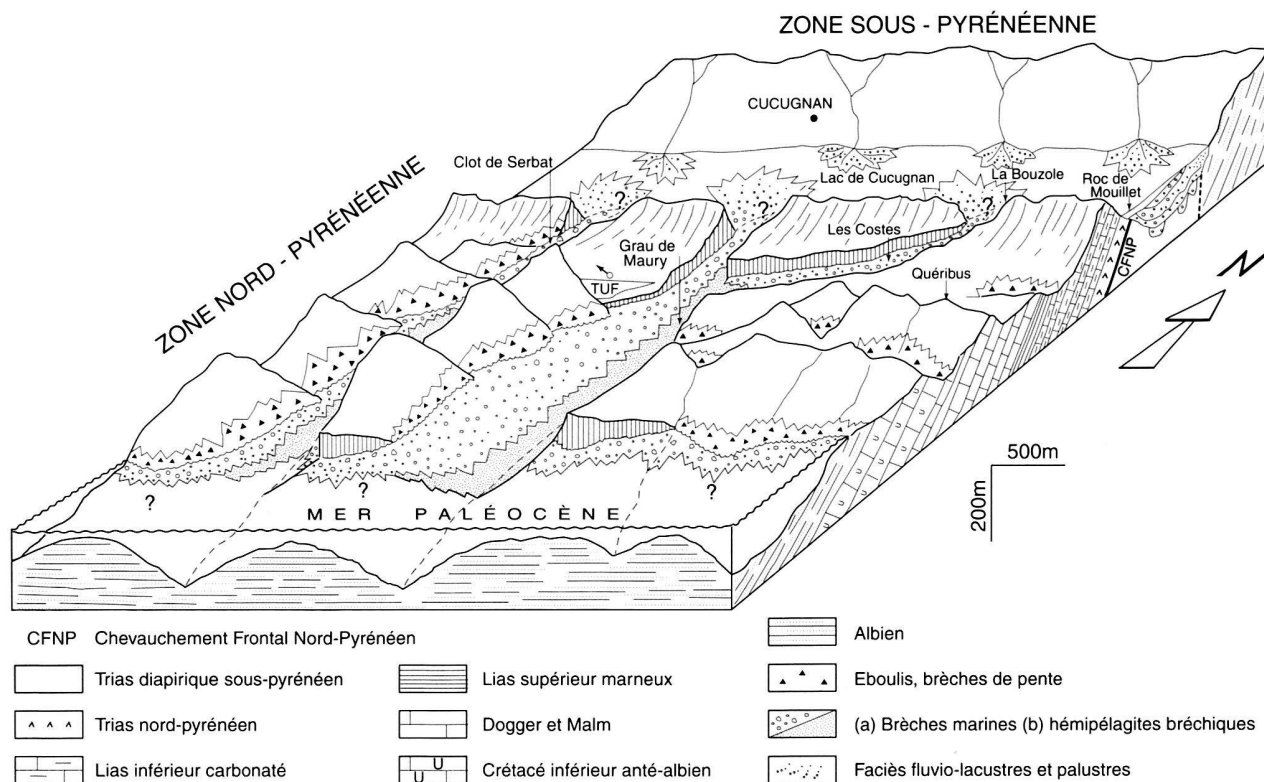 ZONE SOUS - PYRÉNÉENNE
CUCUGNAN
Clot de Serbat
Lac de Cucugnan
La Bouzole
Roc de
Mouillet
ZONE NORD - PYRÉNÉENNE
?
?
?
Les Costes
Grau de
Maury
Quéribus
TUF
CFNP
N
500m
200m
?
?
?
MER PALÉOCÈNE
CFNP Chevauchement Frontal Nord-Pyrénéen
Trias diapirique sous-pyrénéen
Trias nord-pyrénéen
Lias inférieur carbonaté
Lias supérieur marneux
Dogger et Malm
U
U
Crétacé inférieur anté-albien
Albien
Eboulis, brèches de pente
(a) Brèches marines (b) hémipélagites bréchiques
Faciès fluvio-lacustres et palustres